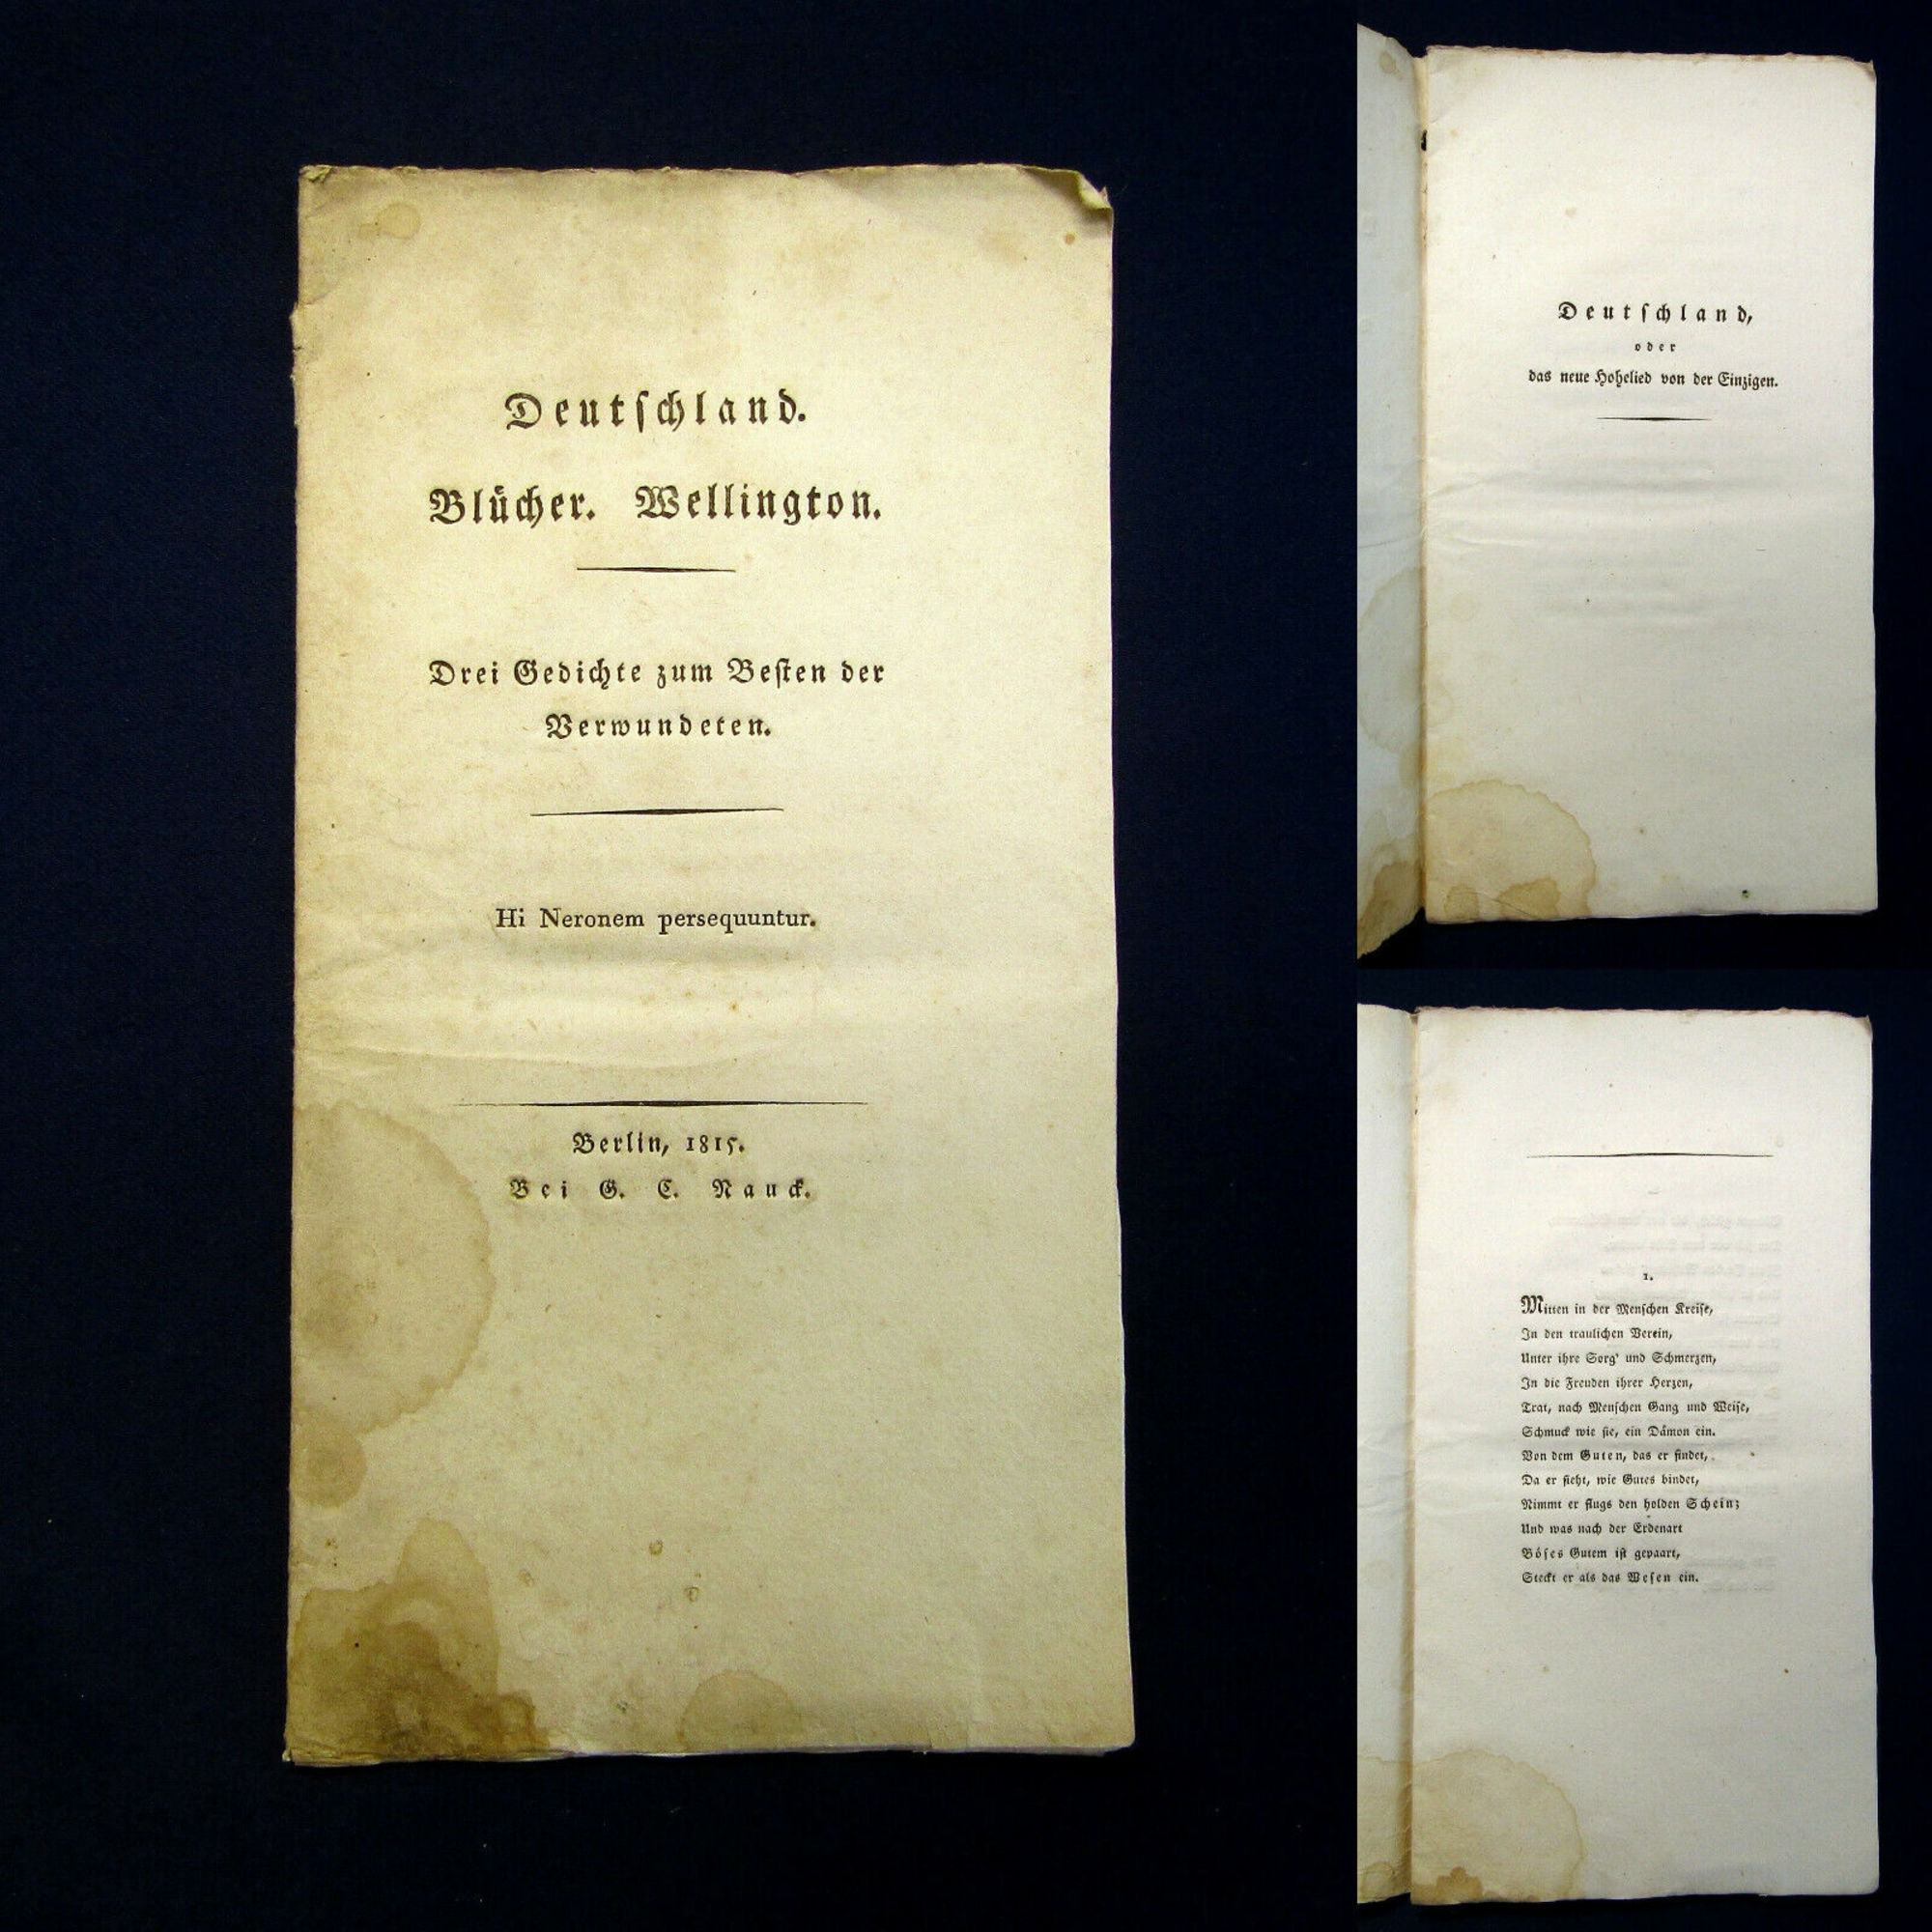 Deutſchland.
Blücher. Wellington.
Drei Gedichte zum Beſten der
Verwundeten.
Hi Neronem persequuntur.
Berlin, 1815.
Bei G. C. Nauck.
Deutſchland,
oder
das neue Hohelied von der Einzigen.
1.
Mitten in der Menſchen Kreiſe,
In den traulichen Verein,
Unter ihre Sorg' und Schmerzen,
In die Freuden ihrer Herzen,
Trat, nach Menſchen Gang und Weiſe,
Schmuck wie ſie, ein Dämon ein.
Von dem Guten, das er findet,
Da er ſieht, wie Gutes bindet,
Nimmt er flugs den holden Schein;
Und was nach der Erdenart
Böſes Gutem iſt gepaart,
Steckt er als das Weſen ein.